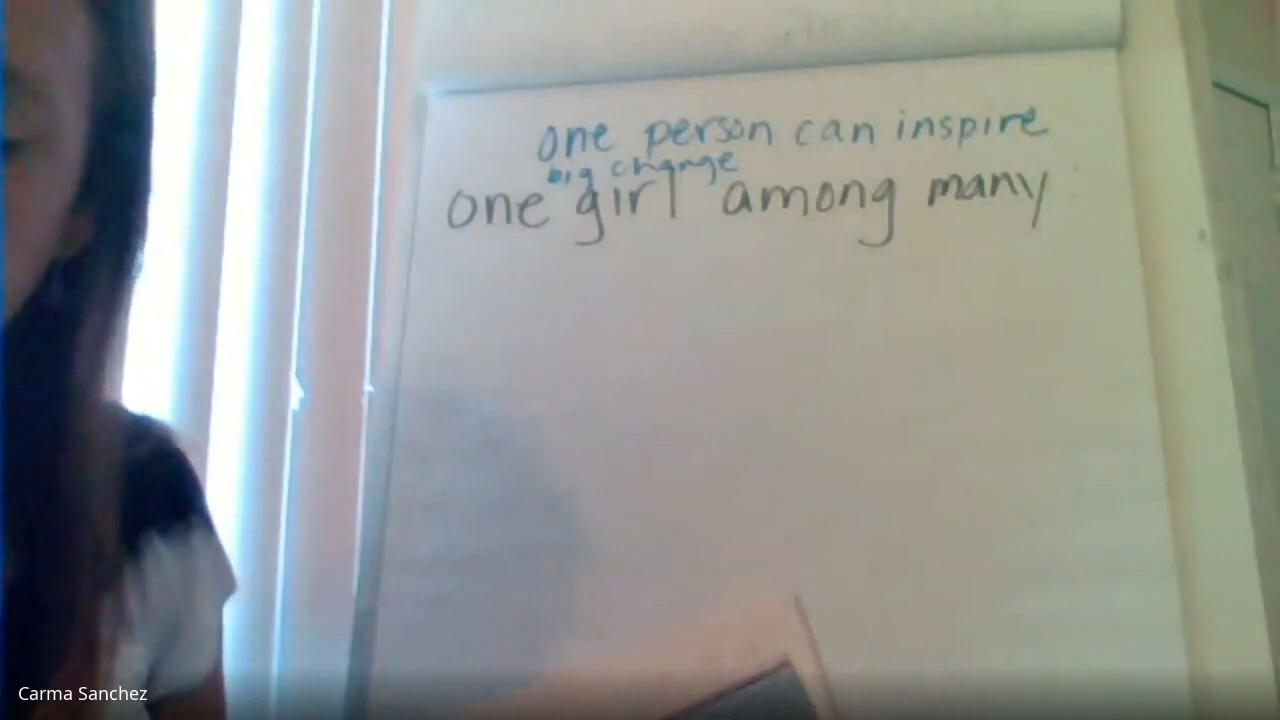 one person can inspire
big change
one girl among many
Carma Sanchez